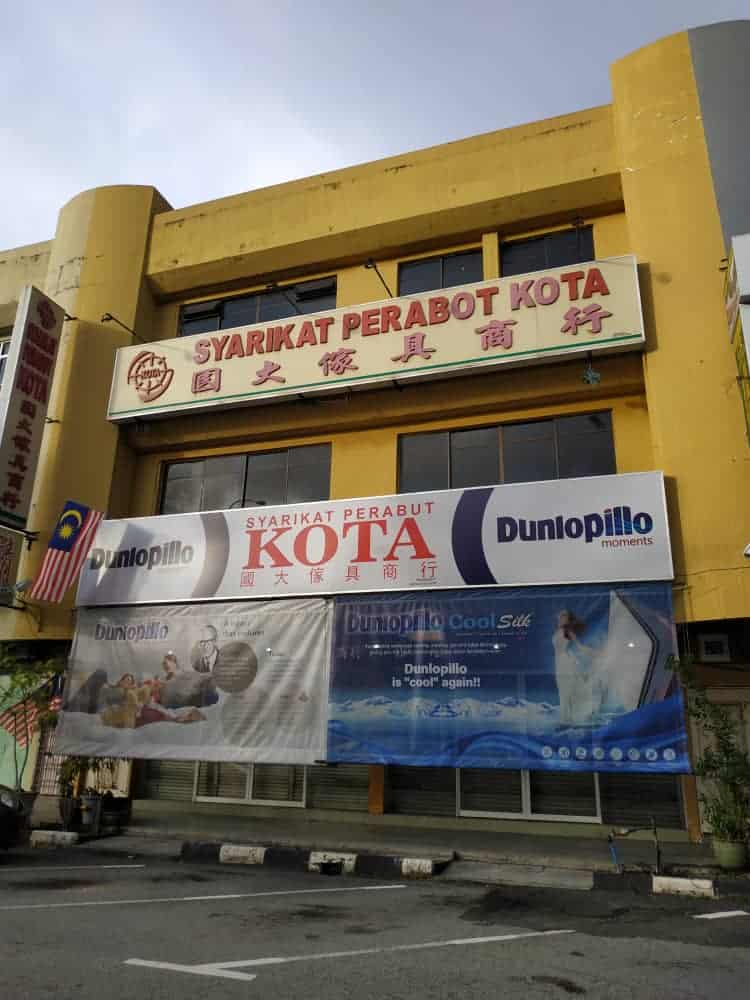 SYARIKAT PERABOT KOTA
KOTA
国大傢具商行
KOTA
国大傢具商行
SYARIKAT PERABUT
KOTA
國大傢具商行
Dunlopillo
Dunlopillo
moments
Dunlopillo
Dunlopillo Cool Silk
Dunlopillo
is "cool" again!!